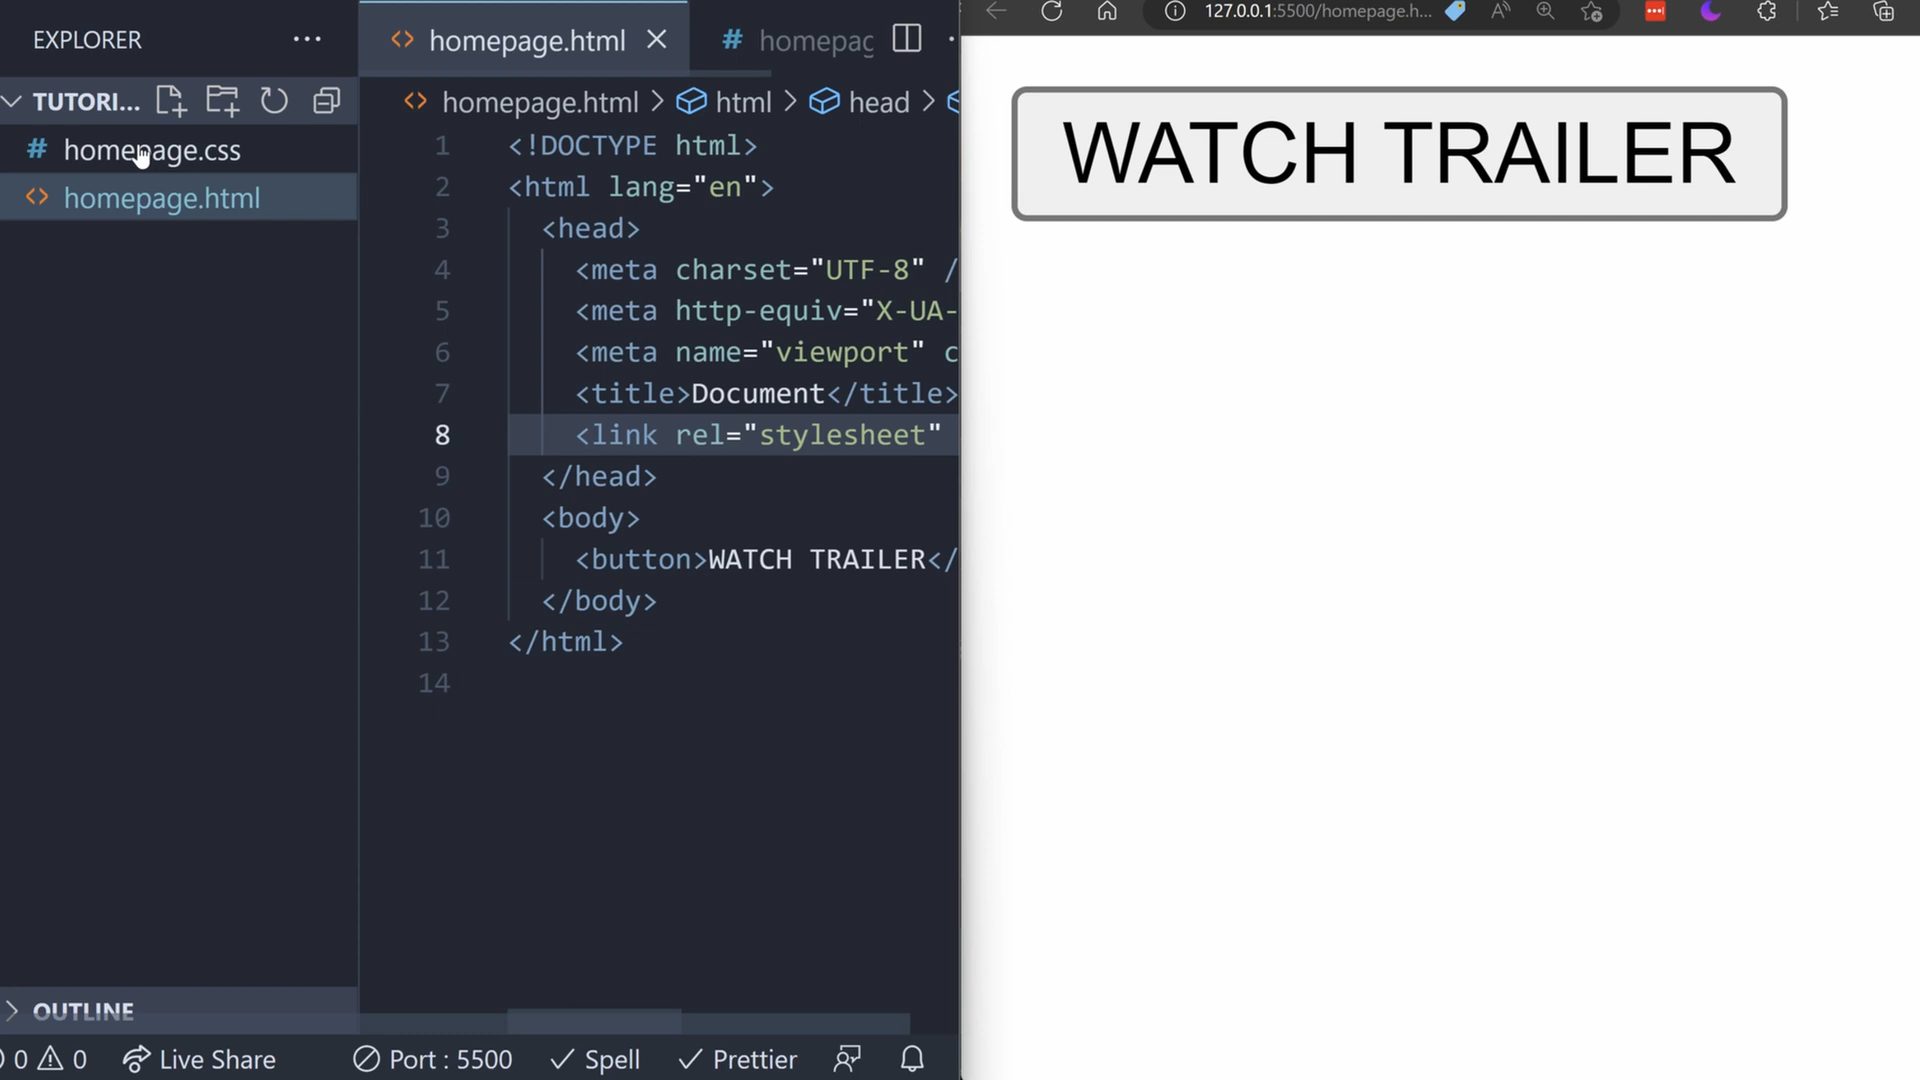 EXPLORER
TUTORI...
homepage.css
homepage.html
OUTLINE
homepage.html
# homepag
homepage.html > html > head >
1 <!DOCTYPE html>
2 <html lang="en">
3 <head>
4 <meta charset="UTF-8" /
5 <meta http-equiv="X-UA-
6 <meta name="viewport" c
7 <title>Document</title>
8 <link rel="stylesheet"
9 </head>
10 <body>
11 <button>WATCH TRAILER</
12 </body>
13 </html>
14
0 0 Live Share Port : 5500 Spell Prettier
127.0.0.1:5500/homepage.h...
WATCH TRAILER